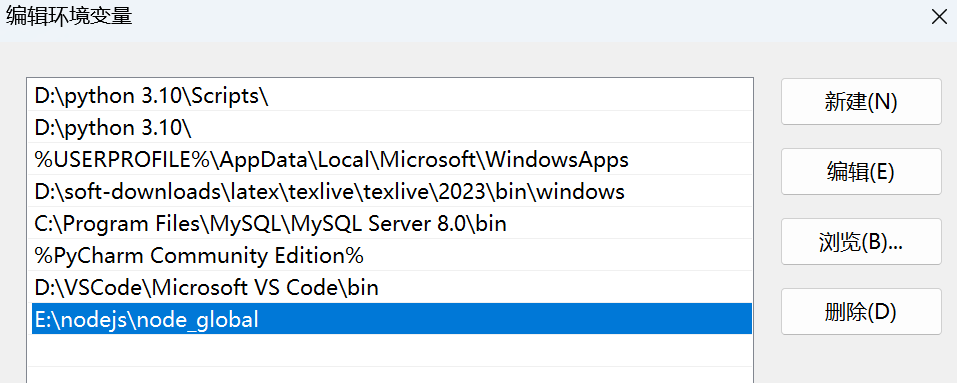 编辑环境变量
D:\python 3.10\Scripts\
D:\python 3.10\
%USERPROFILE%\AppData\Local\Microsoft\WindowsApps
D:\soft-downloads\latex\texlive\texlive\2023\bin\windows
C:\Program Files\MySQL\MySQL Server 8.0\bin
%PyCharm Community Edition%
D:\VSCode\Microsoft VS Code\bin
E:\nodejs\node_global
新建(N)
编辑(E)
浏览(B)...
删除(D)